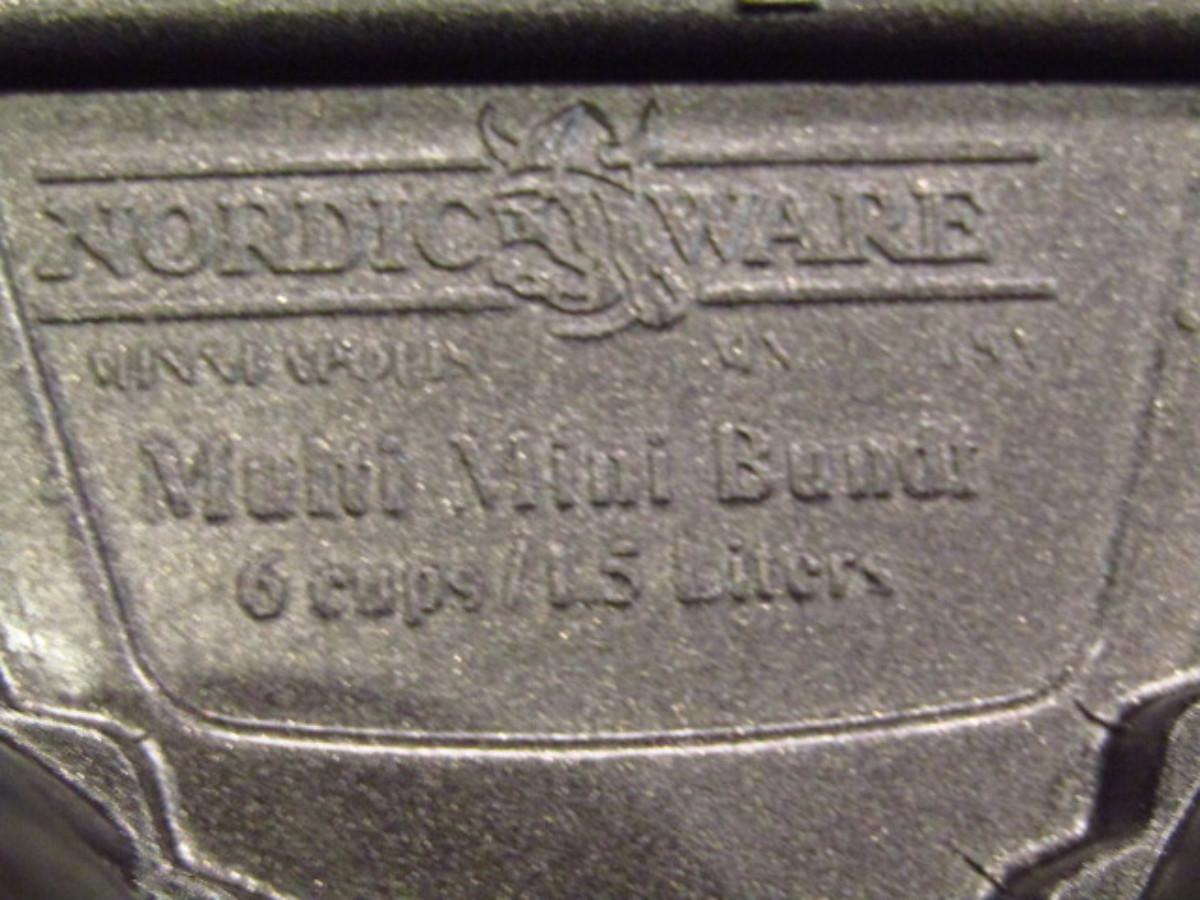 NORDIC WARE
MINNEAPOLIS MN USA
Multi Mini Bundt
6 cups / 1.5 Liters